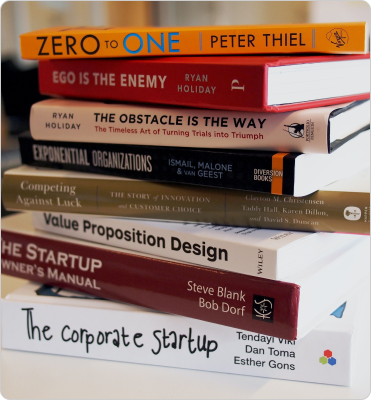 ZERO TO ONE PETER THIEL
EGO IS THE ENEMY RYAN HOLIDAY P
RYAN HOLIDAY THE OBSTACLE IS THE WAY
The Timeless Art of Turning Trials into Triumph
EXPONENTIAL ORGANIZATIONS ISMAIL, MALONE & VAN GEEST DIVERSION BOOKS
Competing Against Luck THE STORY OF INNOVATION AND CUSTOMER CHOICE Clayton M. Christensen Taddy Hall, Karen Dillon, and David S. Duncan
Value Proposition Design WILEY
THE STARTUP
OWNER'S MANUAL Steve Blank
Bob Dorf K&S
The Corporate Startup Tendayi Viki
Dan Toma
Esther Gons